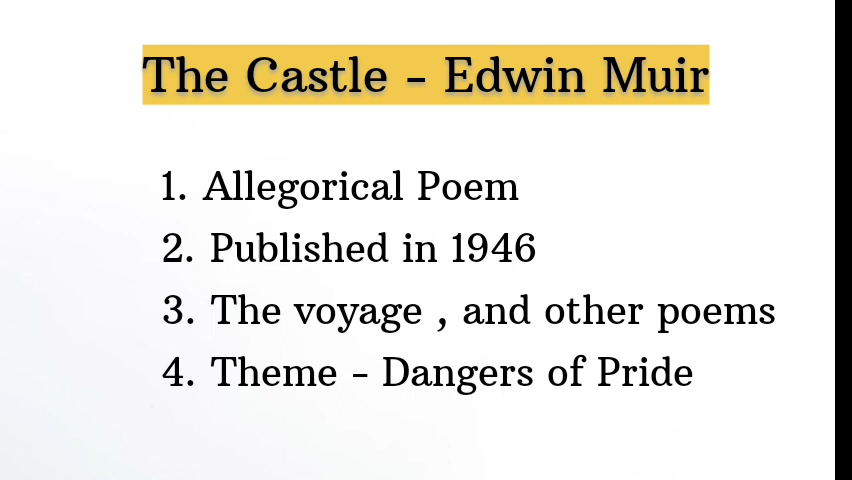 The Castle - Edwin Muir
1. Allegorical Poem
2. Published in 1946
3. The voyage , and other poems
4. Theme - Dangers of Pride